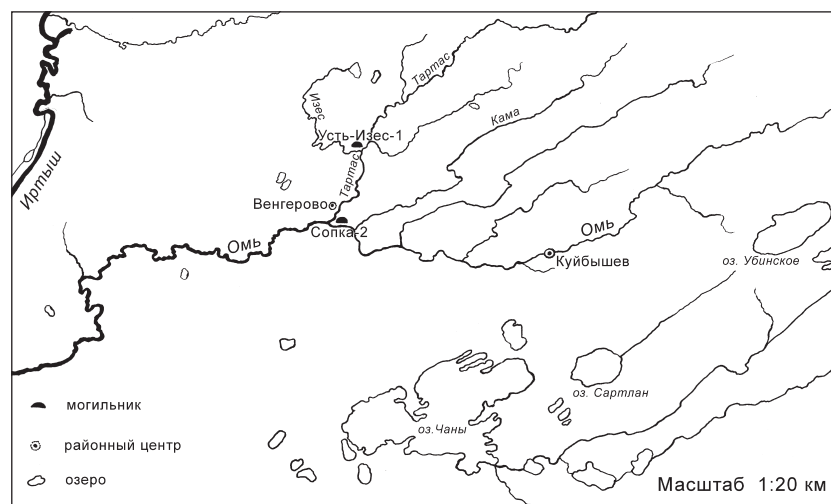 Тартас
Изес
Кама
Усть-Изес-1
Иртыш
Тартас
Венгерово
Сопка-2
Омь
Омь
Куйбышев
оз. Убинское
оз. Сартлан
оз.Чаны
могильник
районный центр
озеро
Масштаб 1:20 км